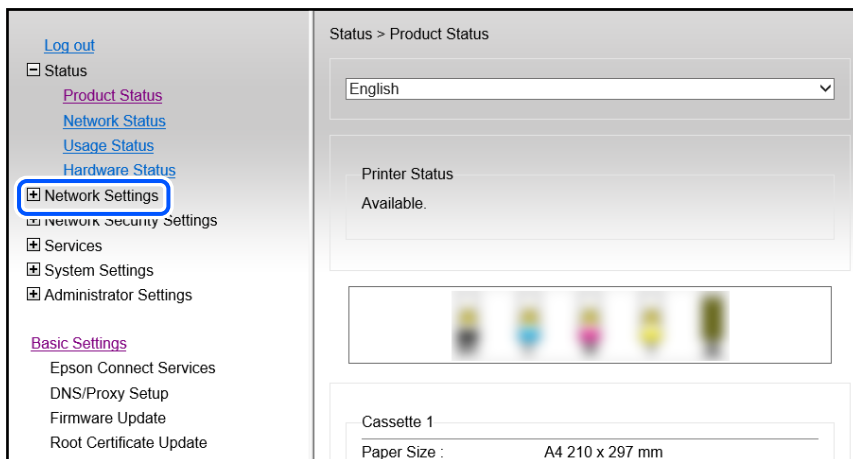 Log out
Status
Product Status
Network Status
Usage Status
Hardware Status
Network Settings
Network Security Settings
Services
System Settings
Administrator Settings
Basic Settings
Epson Connect Services
DNS/Proxy Setup
Firmware Update
Root Certificate Update
Status > Product Status
English
Printer Status
Available.
Cassette 1
Paper Size : A4 210 x 297 mm